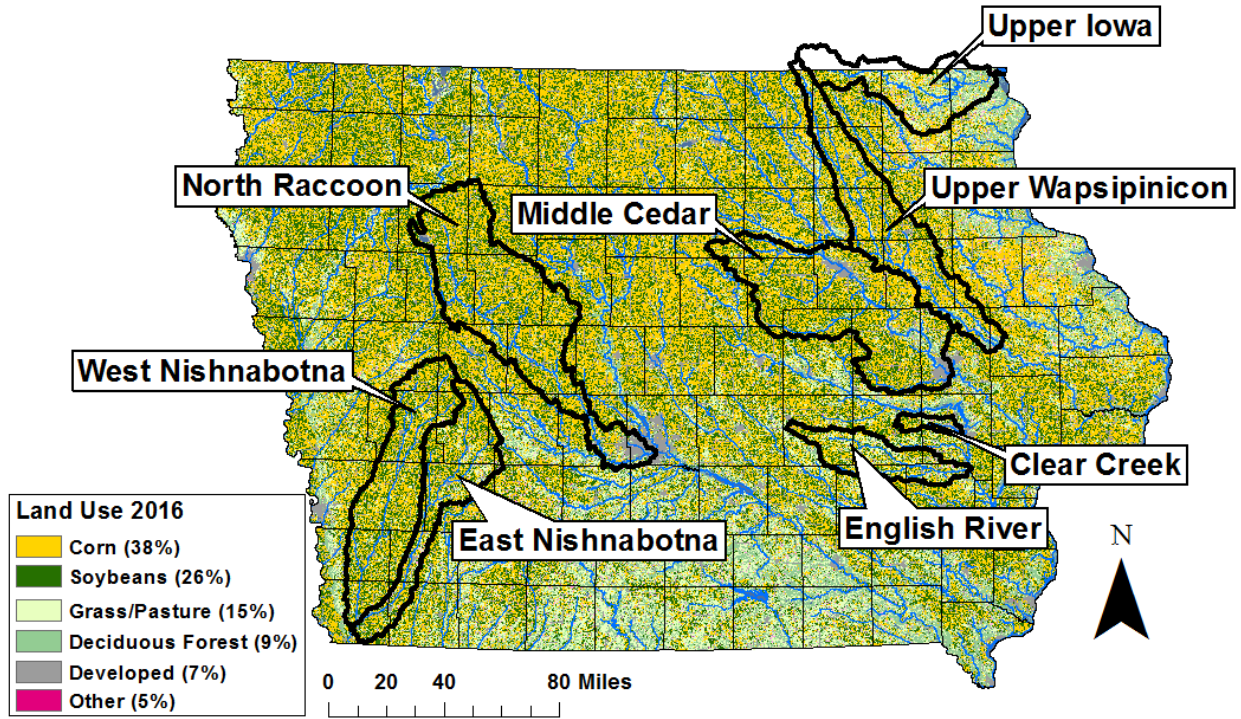 Upper Iowa
North Raccoon
Middle Cedar
Upper Wapsipinicon
West Nishnabotna
Clear Creek
English River
East Nishnabotna
Land Use 2016
Corn (38%)
Soybeans (26%)
Grass/Pasture (15%)
Deciduous Forest (9%)
Developed (7%)
Other (5%)
0 20 40 80 Miles
N